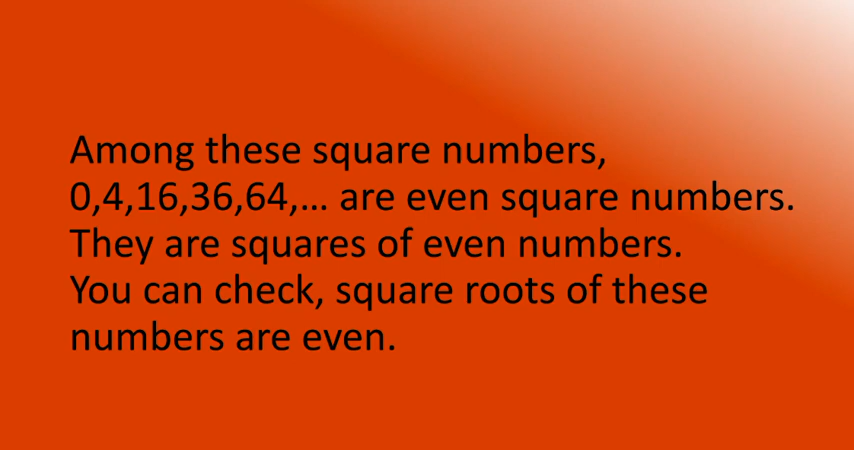 Among these square numbers,
0,4,16,36,64,... are even square numbers.
They are squares of even numbers.
You can check, square roots of these
numbers are even.